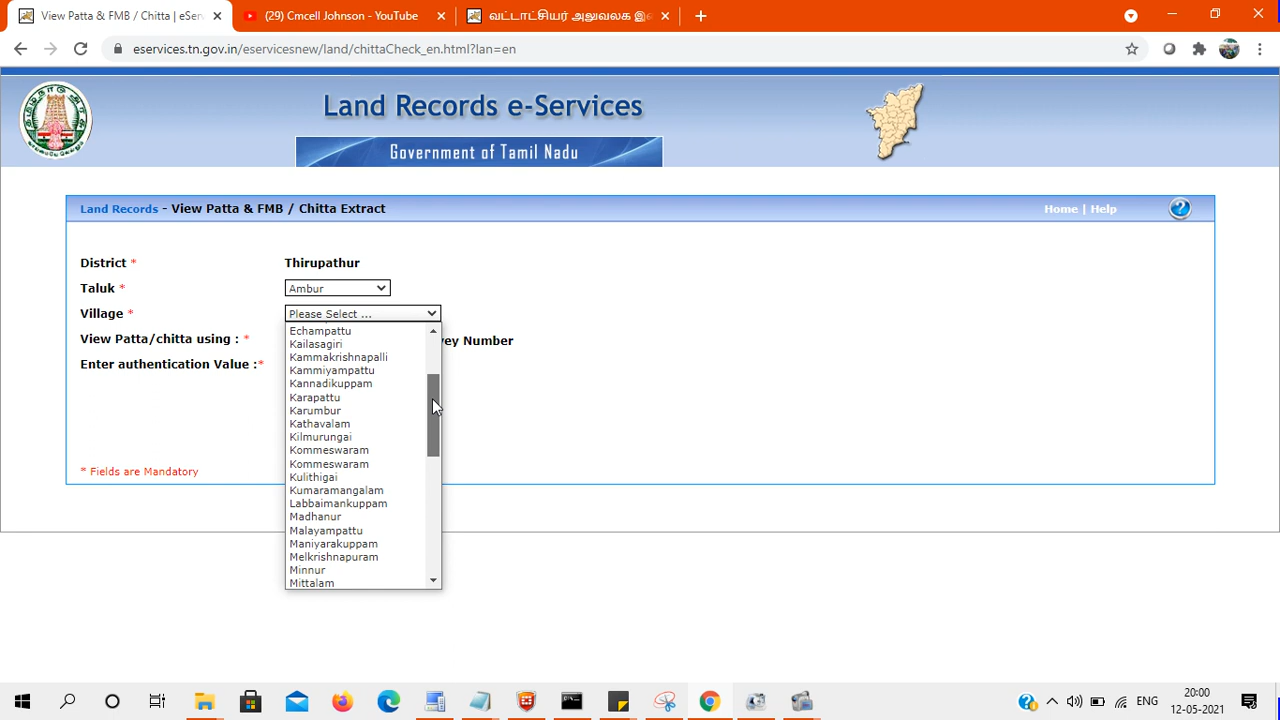 View Patta & FMB / Chitta | eServ
(29) Cmcell Johnson - YouTube
வட்டாட்சியர் அலுவலக இ
eservices.tn.gov.in/eservicesnew/land/chittaCheck_en.html?lan=en
Land Records e-Services
Government of Tamil Nadu
Land Records - View Patta & FMB / Chitta Extract
Home | Help
District * Thirupathur
Taluk * Ambur
Village * Please Select ...
View Patta/chitta using : * ey Number
Enter authentication Value :*
Echampattu
Kailasagiri
Kammakrishnapalli
Kammiyampattu
Kannadikuppam
Karapattu
Karumbur
Kathavalam
Kilmurungai
Kommeswaram
Kommeswaram
Kulithigai
Kumaramangalam
Labbaimankuppam
Madhanur
Malayampattu
Maniyarakuppam
Melkrishnapuram
Minnur
Mittalam
* Fields are Mandatory
ENG
20:00
12-05-2021